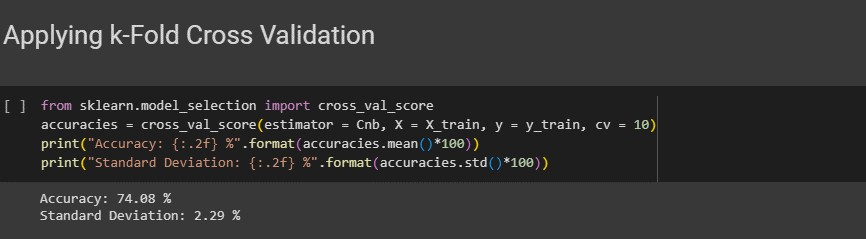 Applying k-Fold Cross Validation
[ ] from sklearn.model_selection import cross_val_score
accuracies = cross_val_score(estimator = Cnb, X = X_train, y = y_train, cv = 10)
print("Accuracy: {:.2f} %".format(accuracies.mean()*100))
print("Standard Deviation: {:.2f} %".format(accuracies.std()*100))
Accuracy: 74.08 %
Standard Deviation: 2.29 %